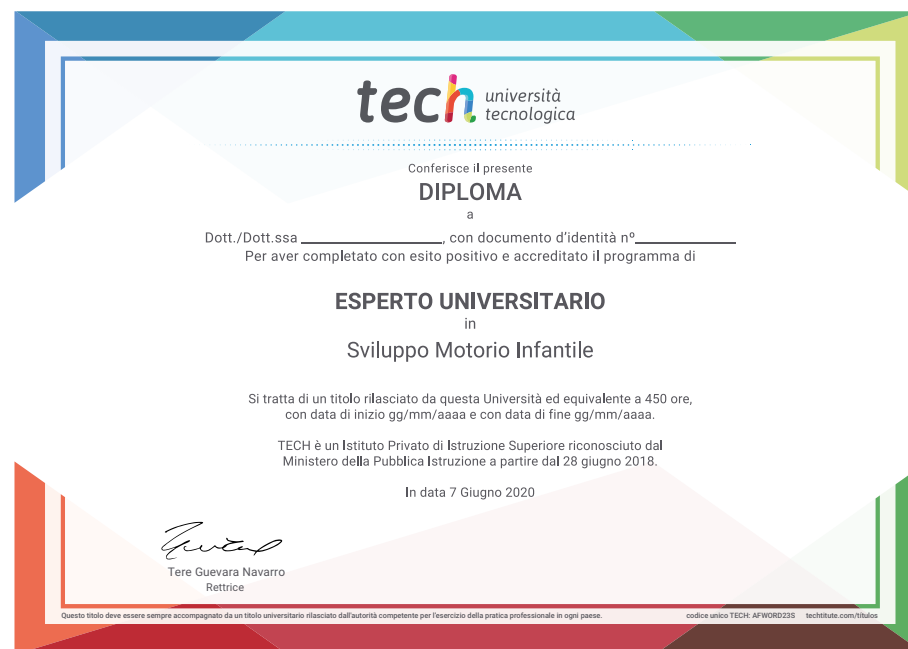 tech università
tecnologica
Conferisce il presente
DIPLOMA
a
Dott./Dott.ssa _______________, con documento d'identità nº___________
Per aver completato con esito positivo e accreditato il programma di
ESPERTO UNIVERSITARIO
in
Sviluppo Motorio Infantile
Si tratta di un titolo rilasciato da questa Università ed equivalente a 450 ore,
con data di inizio gg/mm/aaaa e con data di fine gg/mm/aaaa.
TECH è un Istituto Privato di Istruzione Superiore riconosciuto dal
Ministero della Pubblica Istruzione a partire dal 28 giugno 2018.
In data 7 Giugno 2020
Tere Guevara Navarro
Rettrice
Questo titolo deve essere sempre accompagnato da un titolo universitario rilasciato dall'autorità competente per l'esercizio della pratica professionale in ogni paese. codice unico TECH: AFWORD23S techtitute.com/títulos